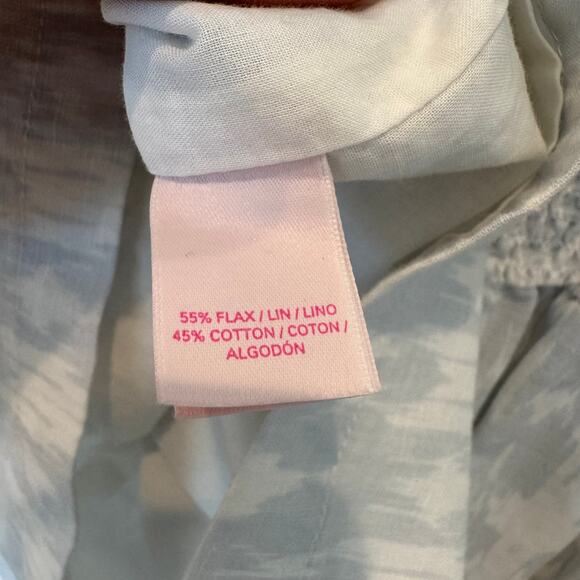 55% FLAX / LIN / LINO
45% COTTON / COTON /
ALGODÓN